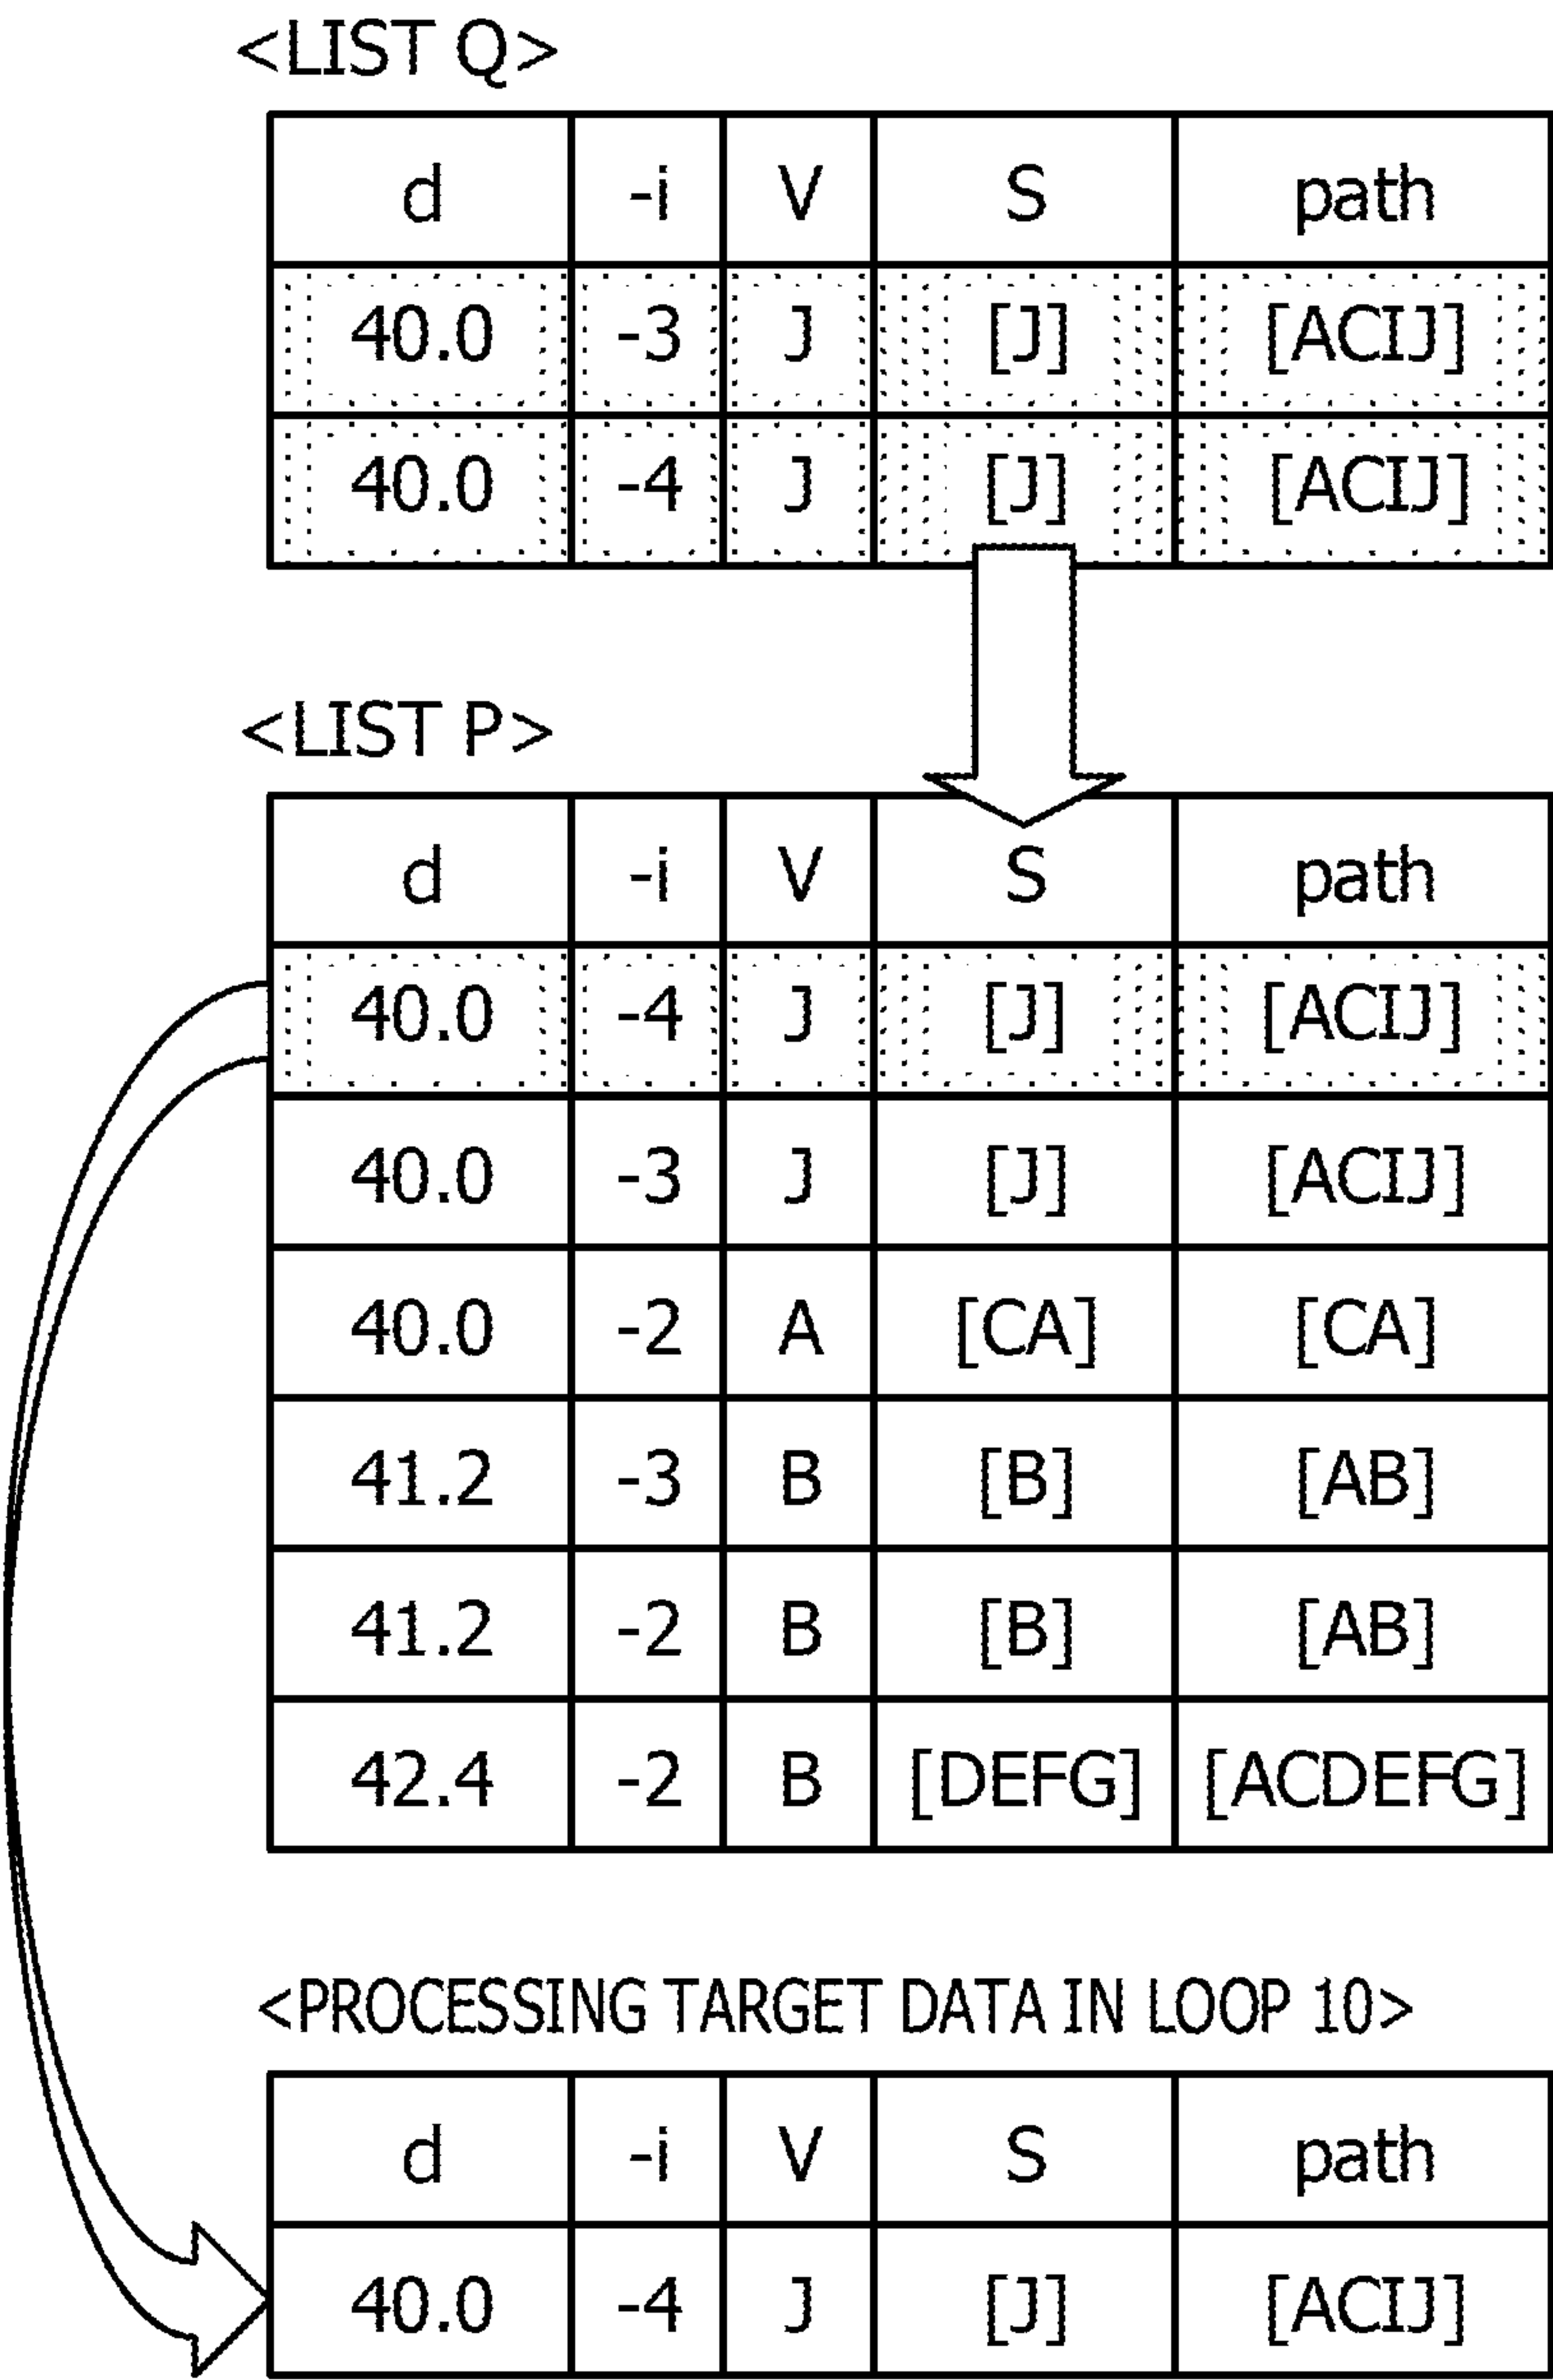 <LIST Q>
d -i V S path
40.0 -3 J [J] [ACIJ]
40.0 -4 J [J] [ACIJ]
<LIST P>
d -i V S path
40.0 -4 J [J] [ACIJ]
40.0 -3 J [J] [ACIJ]
40.0 -2 A [CA] [CA]
41.2 -3 B [B] [AB]
41.2 -2 B [B] [AB]
42.4 -2 B [DEFG] [ACDEFG]
<PROCESSING TARGET DATA IN LOOP 10>
d -i V S path
40.0 -4 J [J] [ACIJ]